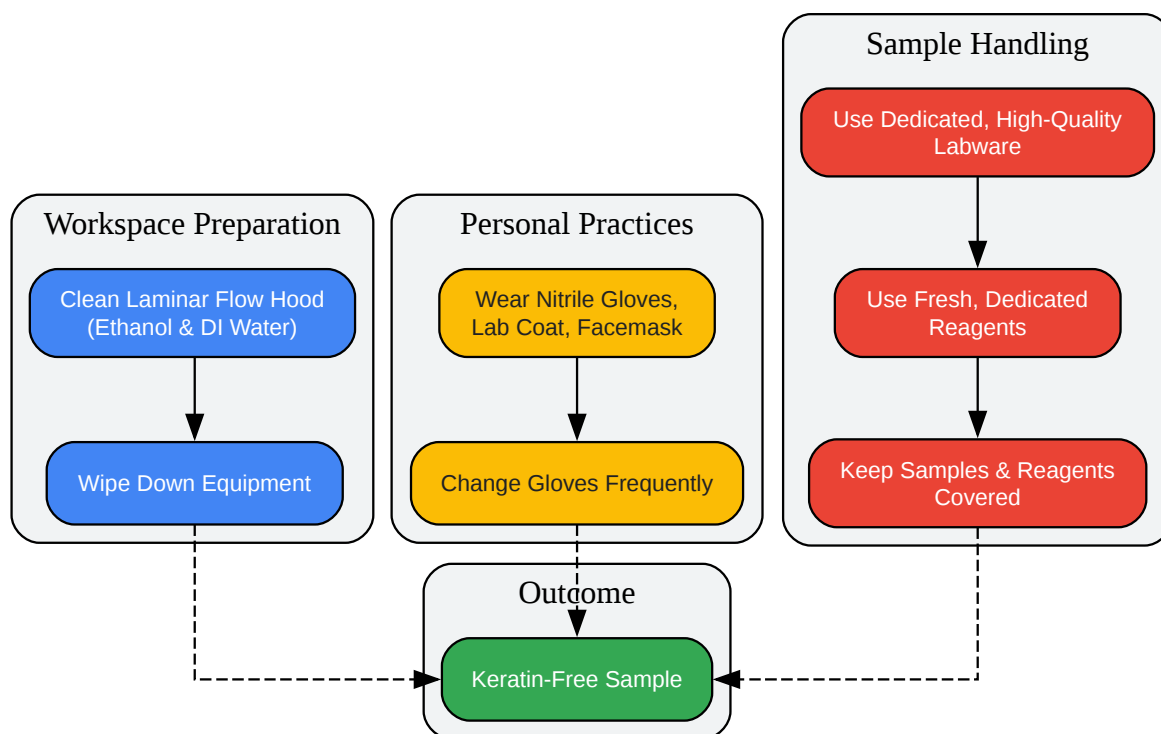 Workspace Preparation
Clean Laminar Flow Hood
(Ethanol & DI Water)
Wipe Down Equipment
Personal Practices
Wear Nitrile Gloves,
Lab Coat, Facemask
Change Gloves Frequently
Sample Handling
Use Dedicated, High-Quality
Labware
Use Fresh, Dedicated
Reagents
Keep Samples & Reagents
Covered
Outcome
Keratin-Free Sample